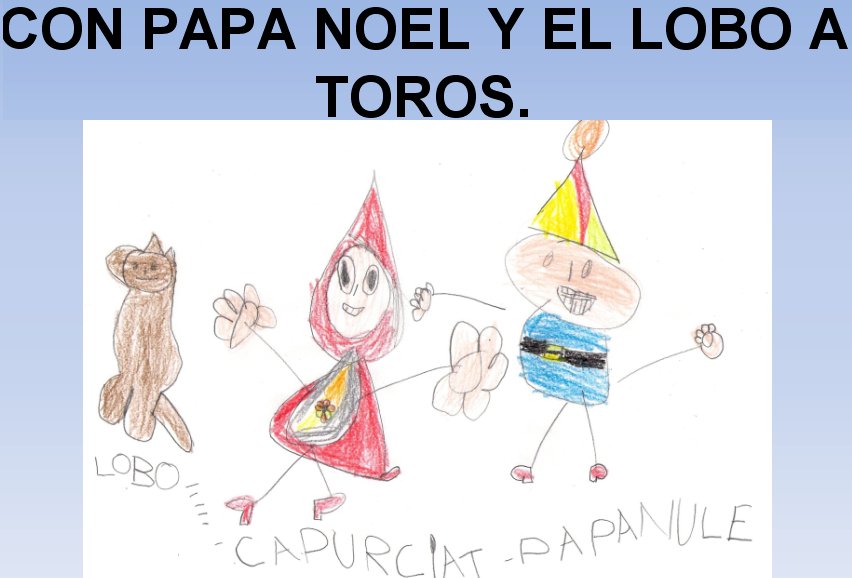 CON PAPA NOEL Y EL LOBO A
TOROS.
LOBO
-CAPURCIAT -PAPANULE